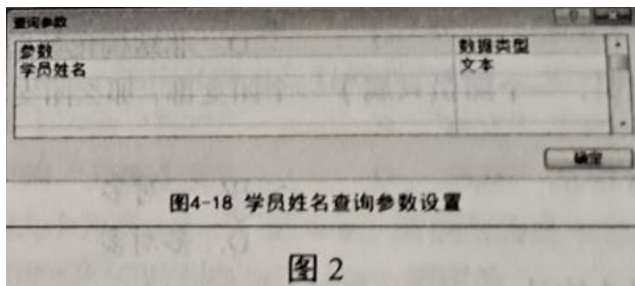 查询参数
参数 数据类型
学员姓名 文本
确定
图4-18 学员姓名查询参数设置
图 2